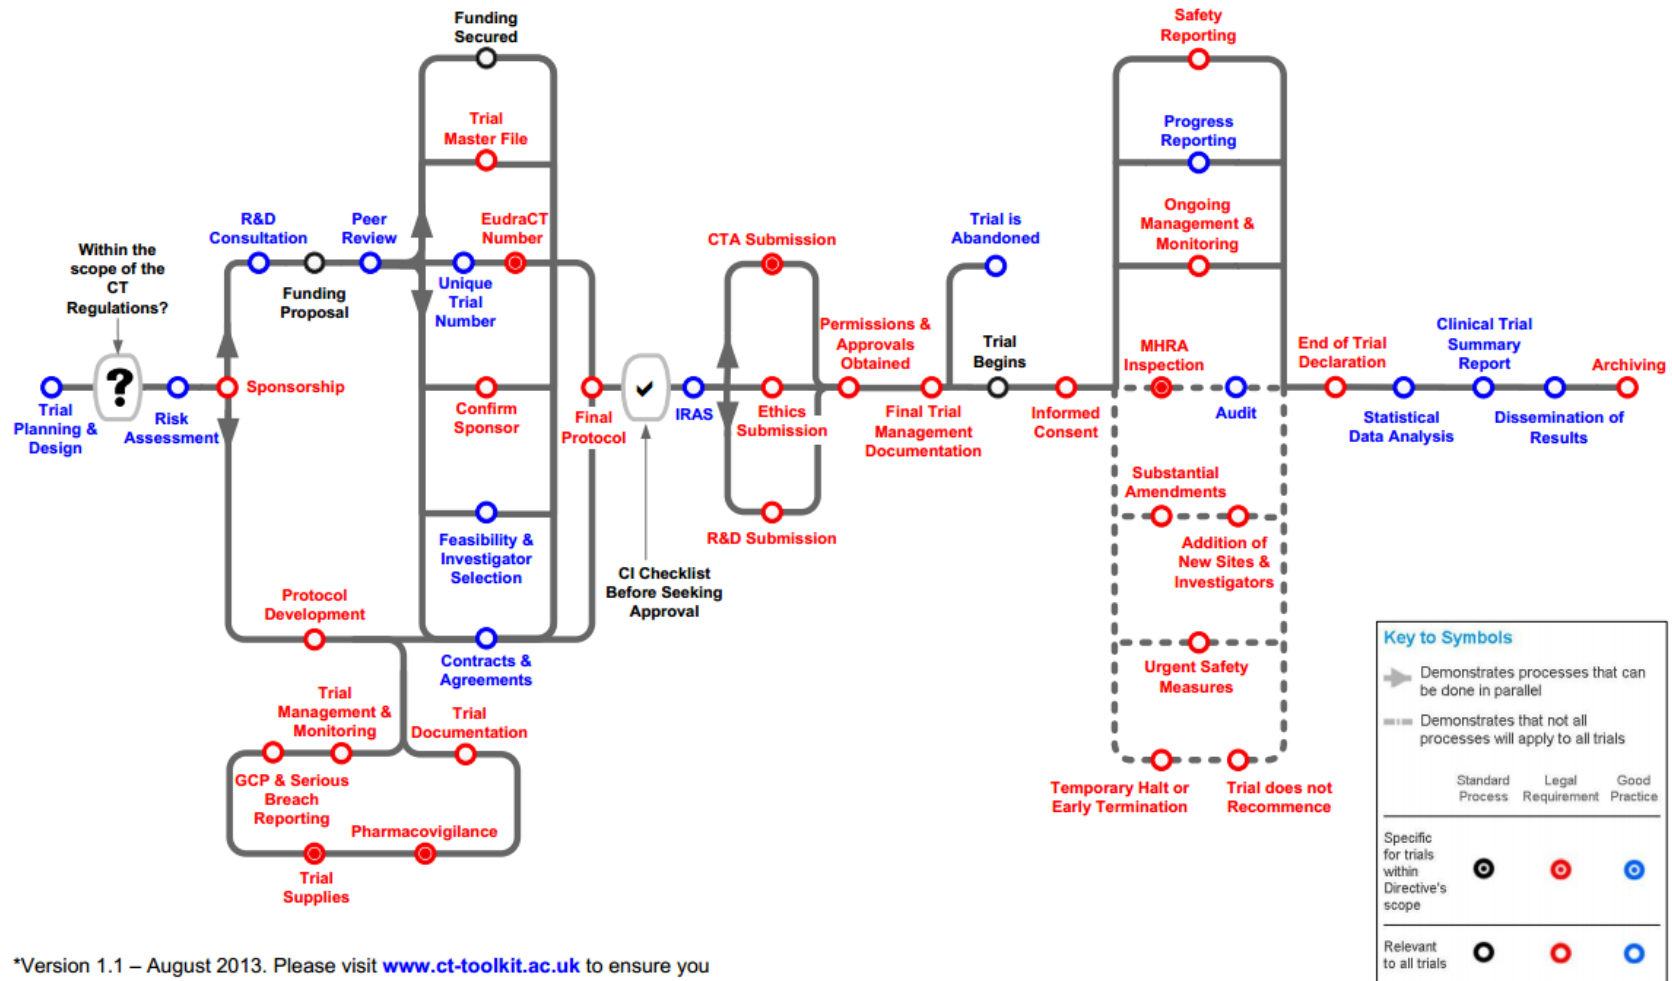 Funding
Secured
Safety
Reporting
Trial
Master File
Progress
Reporting
R&D
Consultation
Peer
Review
EudraCT
Number
Ongoing
Management &
Monitoring
Trial is
Abandoned
CTA Submission
Within the
scope of the
CT
Regulations?
Funding
Proposal
Unique
Trial
Number
Permissions &
Approvals
Obtained
Trial
Begins
MHRA
Inspection
End of Trial
Declaration
Clinical Trial
Summary
Report
Archiving
?
Sponsorship
Trial
Planning &
Design
Risk
Assessment
Confirm
Sponsor
Final
Protocol
IRAS
Ethics
Submission
Final Trial
Management
Documentation
Informed
Consent
Audit
Statistical
Data Analysis
Dissemination of
Results
Substantial
Amendments
Feasibility &
Investigator
Selection
R&D Submission
Addition of
New Sites &
Investigators
CI Checklist
Before Seeking
Approval
Protocol
Development
Contracts &
Agreements
Urgent Safety
Measures
Trial
Management &
Monitoring
Trial
Documentation
GCP & Serious
Breach
Reporting
Pharmacovigilance
Trial
Supplies
Temporary Halt or
Early Termination
Trial does not
Recommence
Key to Symbols
Demonstrates processes that can
be done in parallel
Demonstrates that not all
processes will apply to all trials
Standard
Process
Legal
Requirement
Good
Practice
Specific
for trials
within
Directive's
scope
Relevant
to all trials
*Version 1.1 – August 2013. Please visit www.ct-toolkit.ac.uk to ensure you